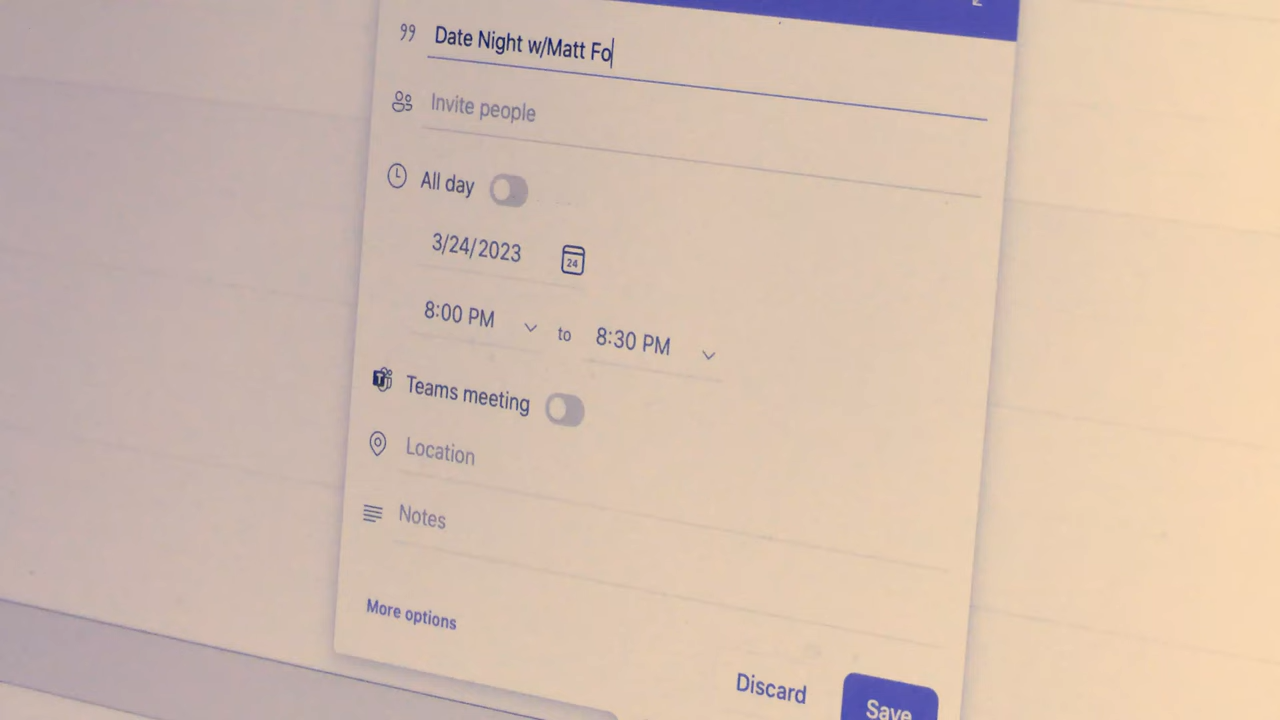 Date Night w/Matt Fo
Invite people
All day
3/24/2023
24
8:00 PM to 8:30 PM
Teams meeting
Location
Notes
More options
Discard
Save